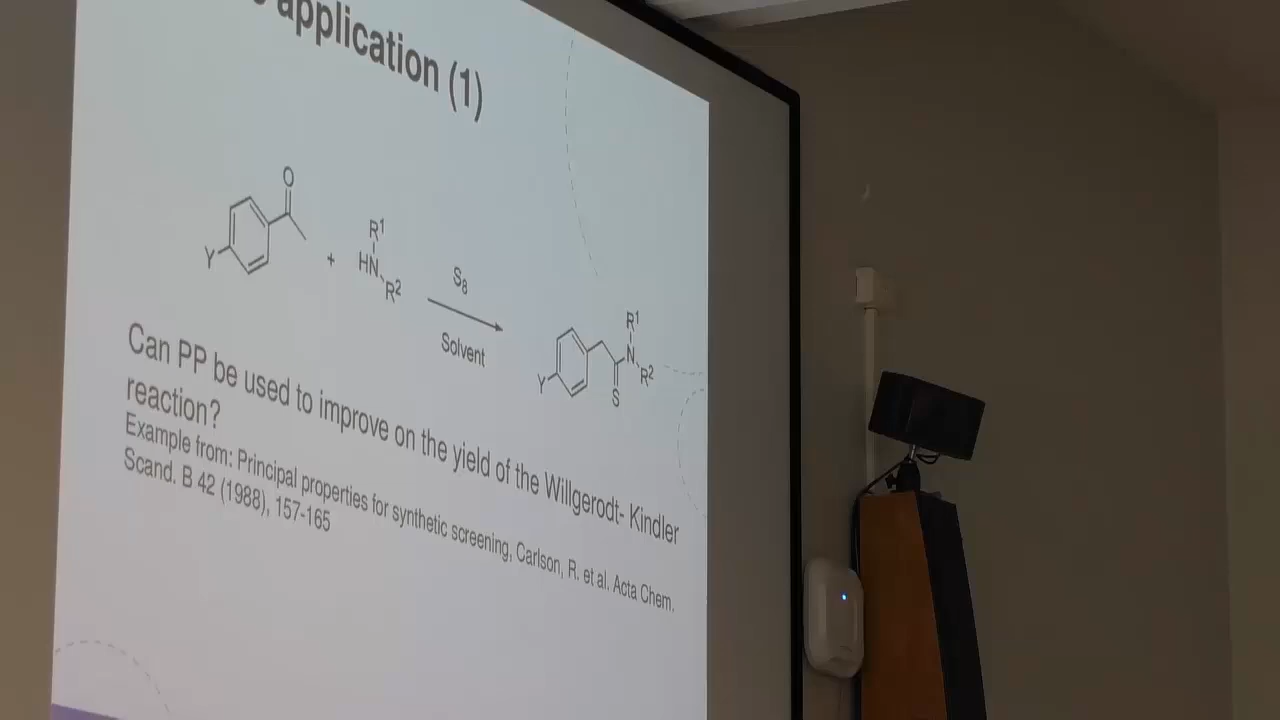 application (1)
O
Y
+
R¹
HN
R²
S₈
Solvent
R¹
N
R²
Y
S
Can PP be used to improve on the yield of the Willgerodt- Kindler
reaction?
Example from: Principal properties for synthetic screening, Carlson, R. et al. Acta Chem.
Scand. B 42 (1988), 157-165